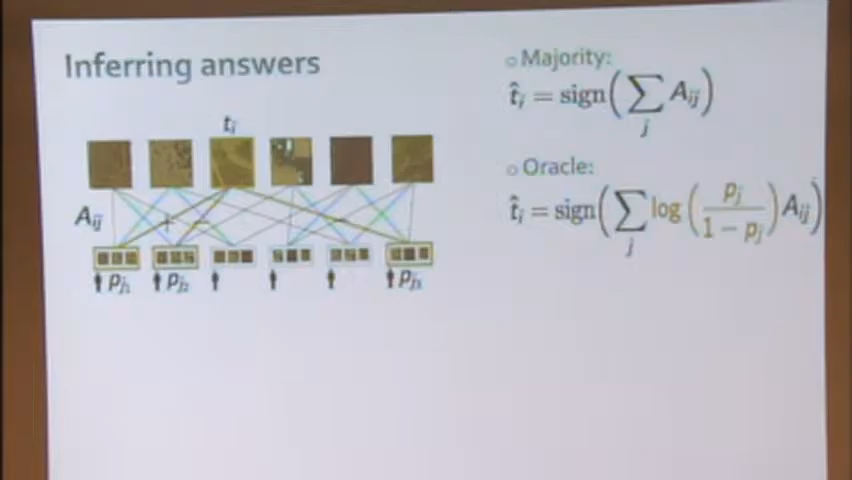 Inferring answers
t_i
A_ij
+ − −
p_j1 p_j2 p_j3
○ Majority:
t̂_i = sign(∑_j A_ij)
○ Oracle:
t̂_i = sign(∑_j log(p_j / (1 − p_j)) A_ij)